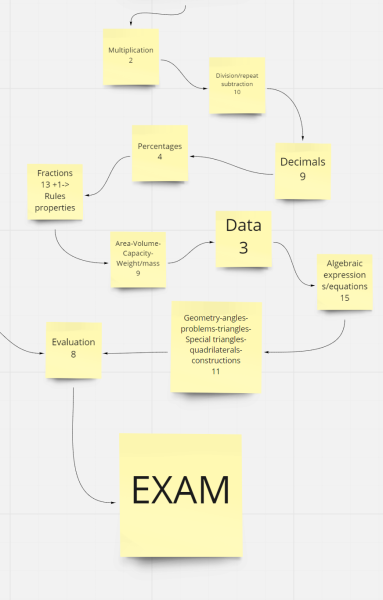 Multiplication
2
Division/repeat
subtraction
10
Decimals
9
Percentages
4
Fractions
13 +1->
Rules
properties
Area-Volume-
Capacity-
Weight/mass
9
Data
3
Algebraic
expression
s/equations
15
Geometry-angles-
problems-triangles-
Special triangles-
quadrilaterals-
constructions
11
Evaluation
8
EXAM